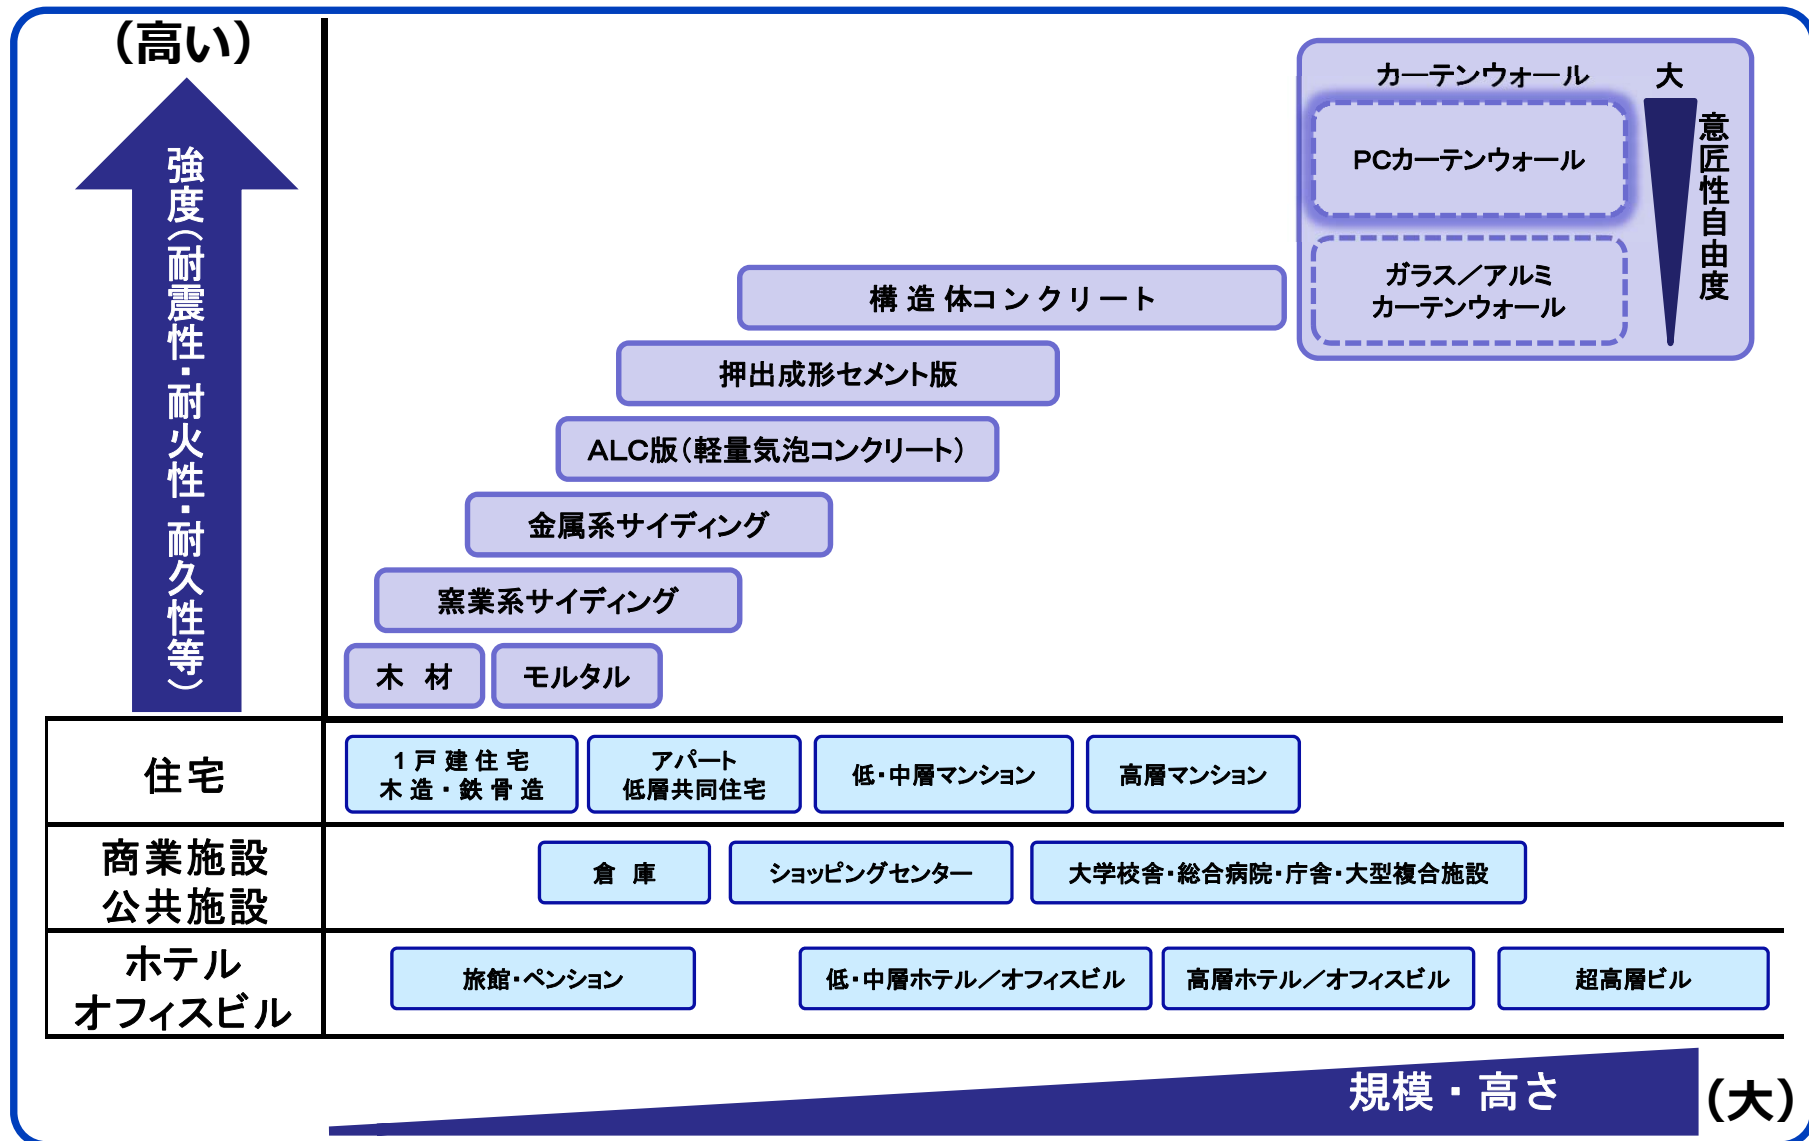 （高い）
強度（耐震性・耐火性・耐久性等）
カーテンウォール
大
PCカーテンウォール
意匠性自由度
ガラス／アルミ
カーテンウォール
構造体コンクリート
押出成形セメント版
ALC版（軽量気泡コンクリート）
金属系サイディング
窯業系サイディング
木　材
モルタル
住宅
1戸建住宅
木造・鉄骨造
アパート
低層共同住宅
低・中層マンション
高層マンション
商業施設
公共施設
倉　庫
ショッピングセンター
大学校舎・総合病院・庁舎・大型複合施設
ホテル
オフィスビル
旅館・ペンション
低・中層ホテル／オフィスビル
高層ホテル／オフィスビル
超高層ビル
規模・高さ
（大）